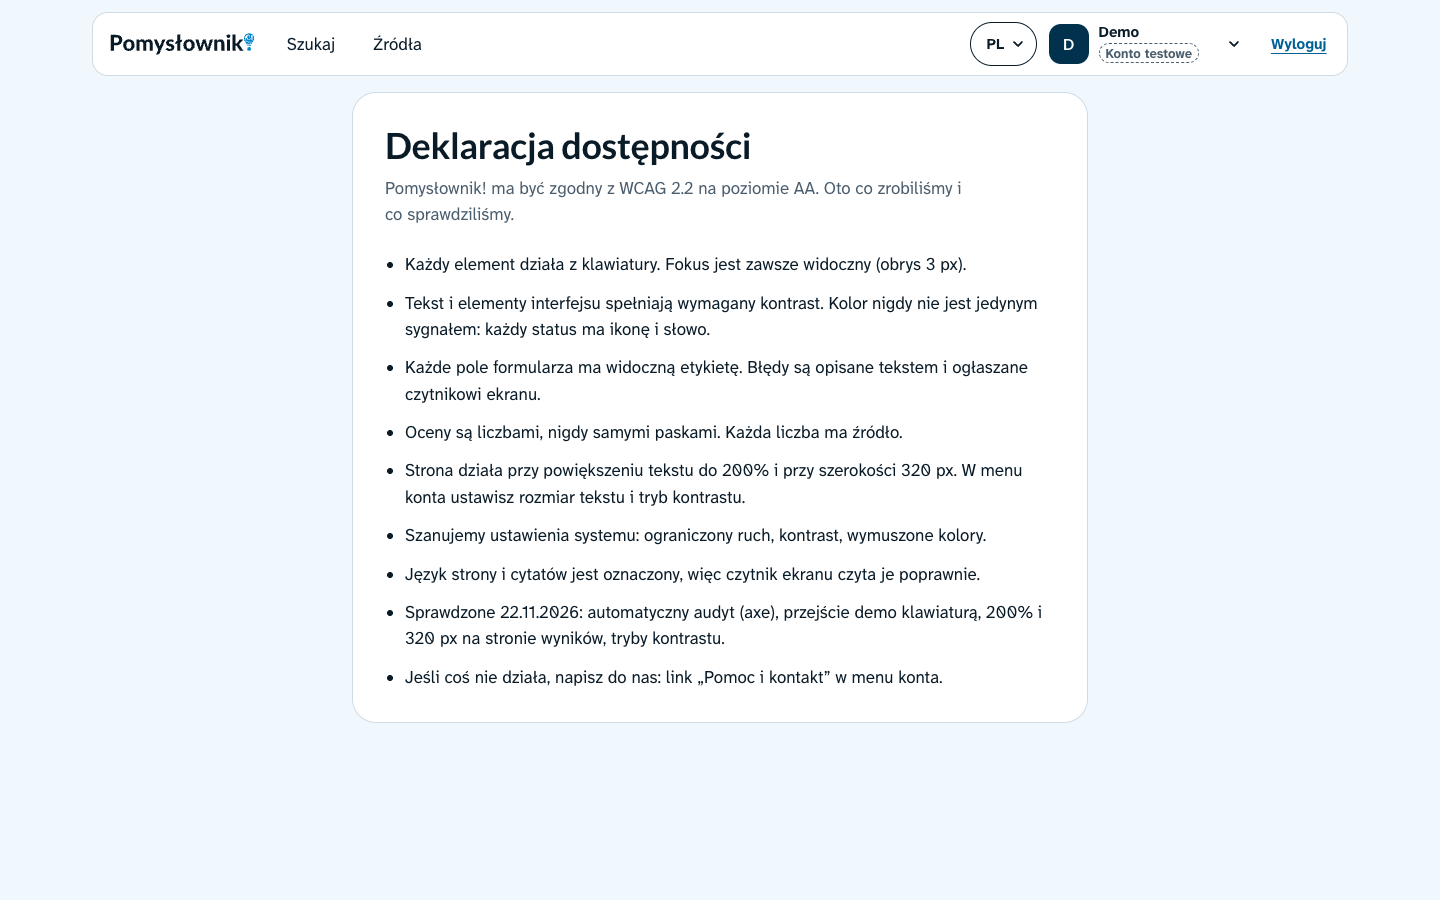 Pomysłownik!
Szukaj
Źródła
PL
D
Demo
Konto testowe
Wyloguj
Deklaracja dostępności
Pomysłownik! ma być zgodny z WCAG 2.2 na poziomie AA. Oto co zrobiliśmy i
co sprawdziliśmy.
• Każdy element działa z klawiatury. Fokus jest zawsze widoczny (obrys 3 px).
• Tekst i elementy interfejsu spełniają wymagany kontrast. Kolor nigdy nie jest jedynym
sygnałem: każdy status ma ikonę i słowo.
• Każde pole formularza ma widoczną etykietę. Błędy są opisane tekstem i ogłaszane
czytnikowi ekranu.
• Oceny są liczbami, nigdy samymi paskami. Każda liczba ma źródło.
• Strona działa przy powiększeniu tekstu do 200% i przy szerokości 320 px. W menu
konta ustawisz rozmiar tekstu i tryb kontrastu.
• Szanujemy ustawienia systemu: ograniczony ruch, kontrast, wymuszone kolory.
• Język strony i cytatów jest oznaczony, więc czytnik ekranu czyta je poprawnie.
• Sprawdzone 22.11.2026: automatyczny audyt (axe), przejście demo klawiaturą, 200% i
320 px na stronie wyników, tryby kontrastu.
• Jeśli coś nie działa, napisz do nas: link „Pomoc i kontakt” w menu konta.